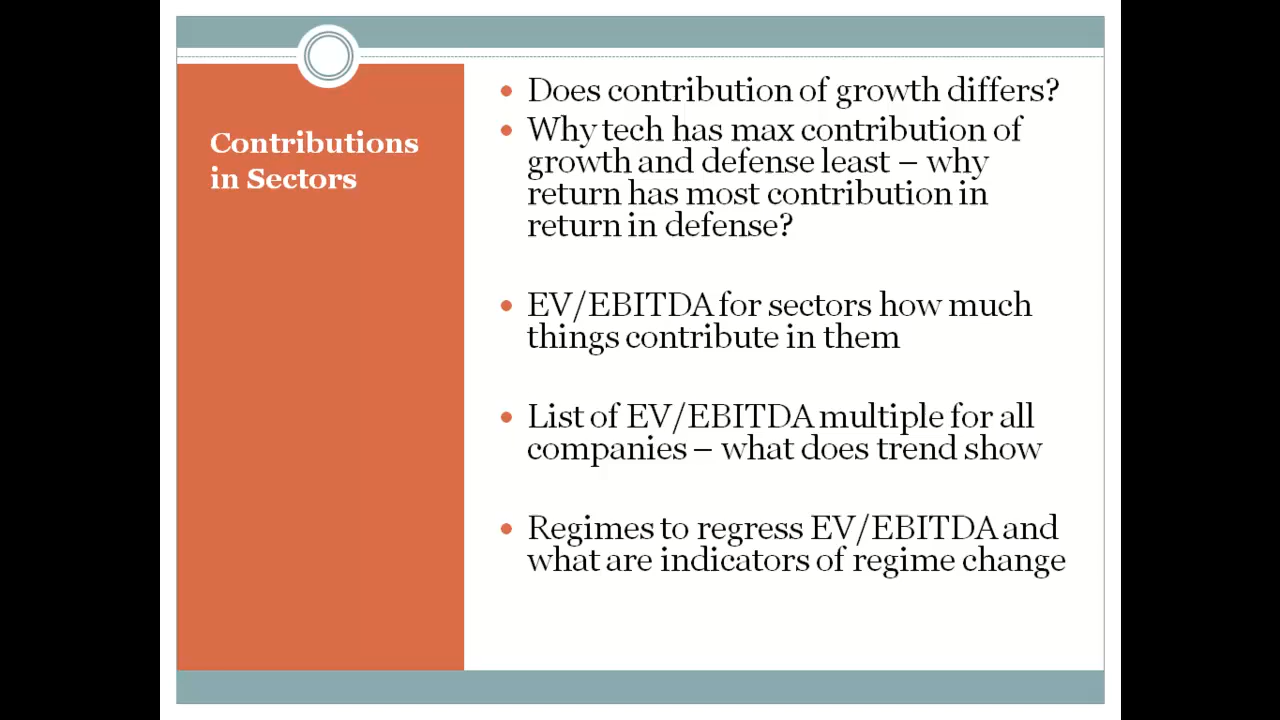 Contributions
in Sectors
Does contribution of growth differs?
Why tech has max contribution of
growth and defense least – why
return has most contribution in
return in defense?
EV/EBITDA for sectors how much
things contribute in them
List of EV/EBITDA multiple for all
companies – what does trend show
Regimes to regress EV/EBITDA and
what are indicators of regime change